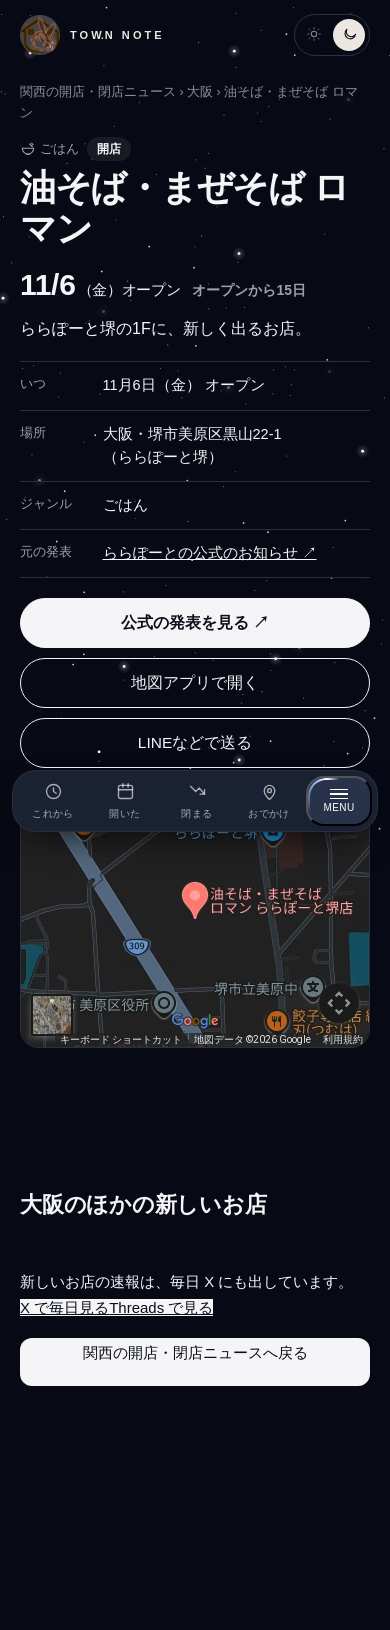 TOWN NOTE
関西の開店・閉店ニュース › 大阪 › 油そば・まぜそば ロマ
ン
ごはん 開店
油そば・まぜそば ロ
マン
11/6（金）オープン オープンから15日
ららぽーと堺の1Fに、新しく出るお店。
いつ 11月6日（金） オープン
場所 大阪・堺市美原区黒山22-1
（ららぽーと堺）
ジャンル ごはん
元の発表 ららぽーとの公式のお知らせ ↗
公式の発表を見る ↗
地図アプリで開く
LINEなどで送る
これから 開いた 閉まる おでかけ MENU
ららぽーと堺
油そば・まぜそば
ロマン ららぽーと堺店
309
堺市立美原中 文
美原区役所
Google
餃子
刃(つむは)
キーボード ショートカット 地図データ ©2026 Google 利用規約
大阪のほかの新しいお店
新しいお店の速報は、毎日 X にも出しています。
X で毎日見るThreads で見る
関西の開店・閉店ニュースへ戻る